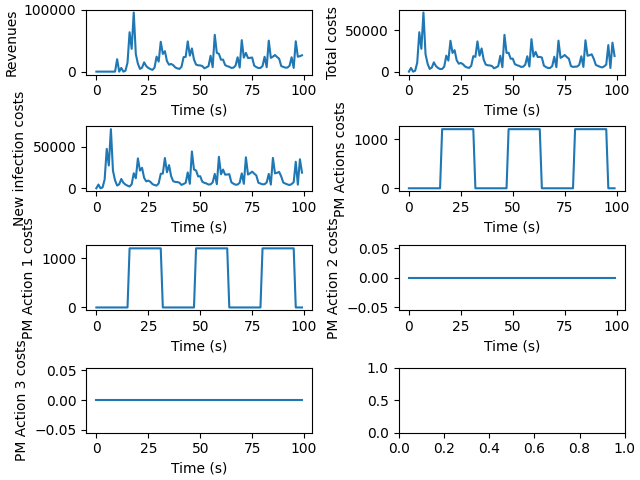 Revenues
100000
0
0 25 50 75 100
Time (s)
Total costs
50000
0
0 25 50 75 100
Time (s)
New infection costs
50000
0
0 25 50 75 100
Time (s)
PM Actions costs
1000
0
0 25 50 75 100
Time (s)
PM Action 1 costs
1000
0
0 25 50 75 100
Time (s)
PM Action 2 costs
0.05
0.00
−0.05
0 25 50 75 100
Time (s)
PM Action 3 costs
0.05
0.00
−0.05
0 25 50 75 100
Time (s)
1.0
0.5
0.0
0.0 0.2 0.4 0.6 0.8 1.0